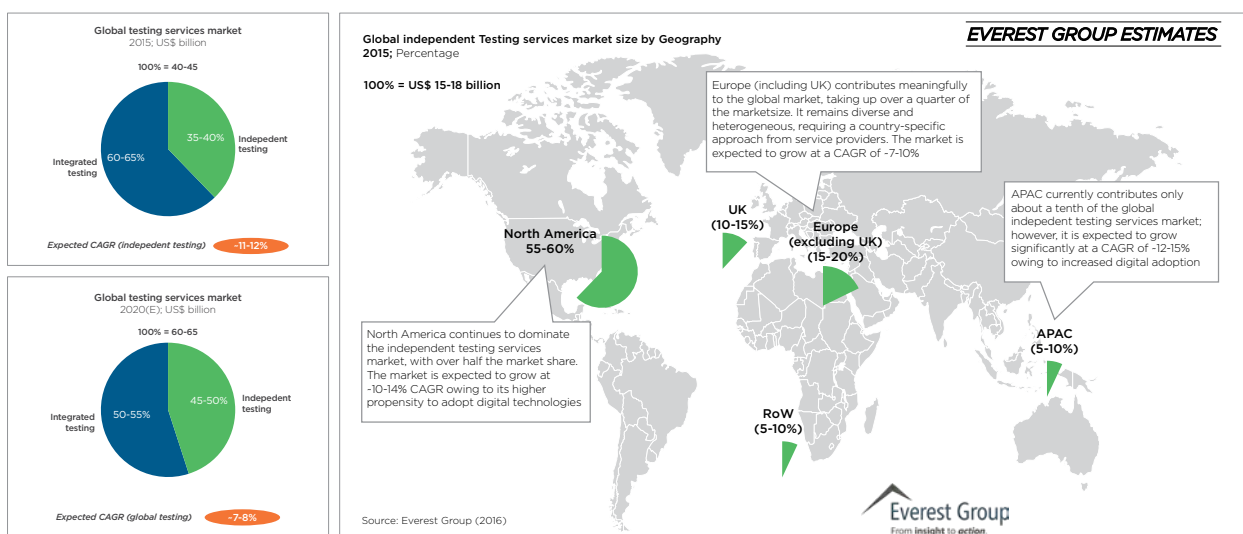 Global testing services market
2015; US$ billion
100% = 40-45
35-40%
Indepedent
testing
60-65%
Integrated
testing
Expected CAGR (indepedent testing)
~11-12%
Global testing services market
2020(E); US$ billion
100% = 60-65
45-50%
Indepedent
testing
50-55%
Integrated
testing
Expected CAGR (global testing)
~7-8%
Global independent Testing services market size by Geography
2015; Percentage
100% = US$ 15-18 billion
EVEREST GROUP ESTIMATES
Europe (including UK) contributes meaningfully
to the global market, taking up over a quarter of
the marketsize. It remains diverse and
heterogeneous, requiring a country-specific
approach from service providers. The market is
expected to grow at a CAGR of ~7-10%
APAC currently contributes only
about a tenth of the global
indepedent testing services market;
however, it is expected to grow
significantly at a CAGR of ~12-15%
owing to increased digital adoption
UK
(10-15%)
North America
55-60%
Europe
(excluding UK)
(15-20%)
North America continues to dominate
the independent testing services
market, with over half the market share.
The market is expected to grow at
~10-14% CAGR owing to its higher
propensity to adopt digital technologies
APAC
(5-10%)
RoW
(5-10%)
Source: Everest Group (2016)
Everest Group
From insight to action.